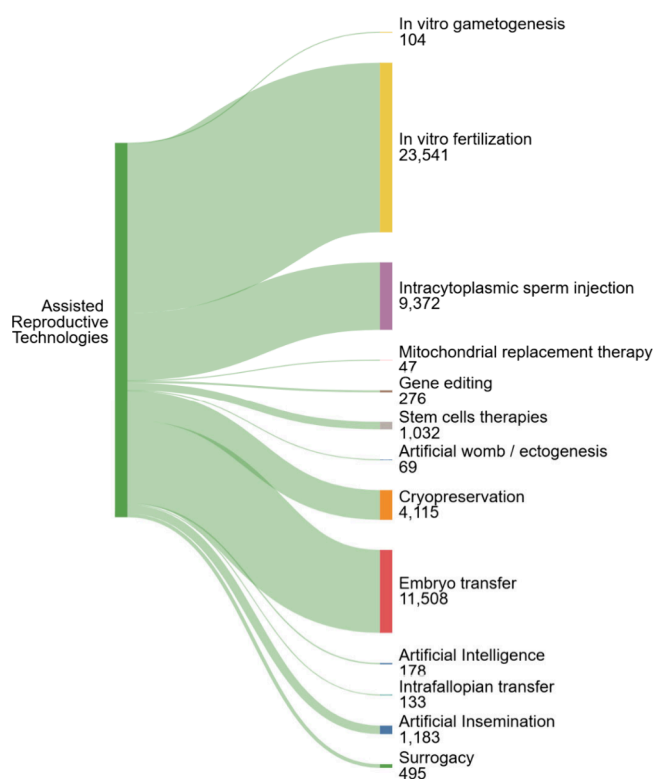 In vitro gametogenesis
104
In vitro fertilization
23,541
Intracytoplasmic sperm injection
9,372
Assisted
Reproductive
Technologies
Mitochondrial replacement therapy
47
Gene editing
276
Stem cells therapies
1,032
Artificial womb / ectogenesis
69
Cryopreservation
4,115
Embryo transfer
11,508
Artificial Intelligence
178
Intrafallopian transfer
133
Artificial Insemination
1,183
Surrogacy
495